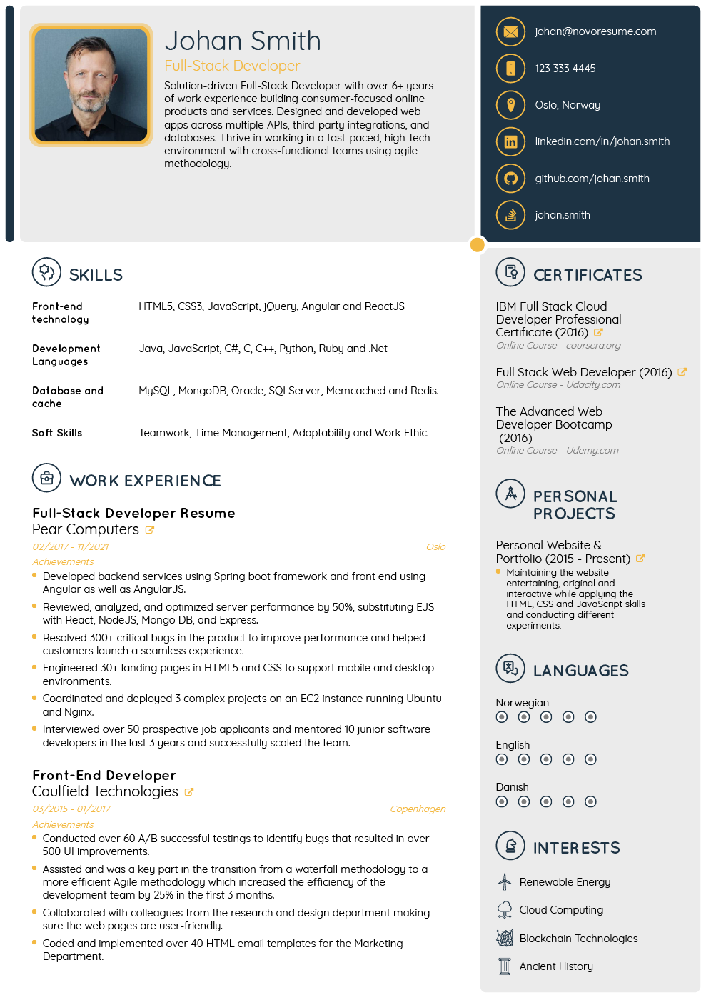 Johan Smith
Full-Stack Developer
Solution-driven Full-Stack Developer with over 6+ years
of work experience building consumer-focused online
products and services. Designed and developed web
apps across multiple APIs, third-party integrations, and
databases. Thrive in working in a fast-paced, high-tech
environment with cross-functional teams using agile
methodology.
johan@novoresume.com
123 333 4445
Oslo, Norway
linkedin.com/in/johan.smith
github.com/johan.smith
johan.smith
SKILLS
Front-end
technology
HTML5, CSS3, JavaScript, jQuery, Angular and ReactJS
Development
Languages
Java, JavaScript, C#, C, C++, Python, Ruby and .Net
Database and
cache
MySQL, MongoDB, Oracle, SQLServer, Memcached and Redis.
Soft Skills
Teamwork, Time Management, Adaptability and Work Ethic.
WORK EXPERIENCE
Full-Stack Developer Resume
Pear Computers
02/2017 - 11/2021
Oslo
Achievements
Developed backend services using Spring boot framework and front end using
Angular as well as AngularJS.
Reviewed, analyzed, and optimized server performance by 50%, substituting EJS
with React, NodeJS, Mongo DB, and Express.
Resolved 300+ critical bugs in the product to improve performance and helped
customers launch a seamless experience.
Engineered 30+ landing pages in HTML5 and CSS to support mobile and desktop
environments.
Coordinated and deployed 3 complex projects on an EC2 instance running Ubuntu
and Nginx.
Interviewed over 50 prospective job applicants and mentored 10 junior software
developers in the last 3 years and successfully scaled the team.
Front-End Developer
Caulfield Technologies
03/2015 - 01/2017
Copenhagen
Achievements
Conducted over 60 A/B successful testings to identify bugs that resulted in over
500 UI improvements.
Assisted and was a key part in the transition from a waterfall methodology to a
more efficient Agile methodology which increased the efficiency of the
development team by 25% in the first 3 months.
Collaborated with colleagues from the research and design department making
sure the web pages are user-friendly.
Coded and implemented over 40 HTML email templates for the Marketing
Department.
CERTIFICATES
IBM Full Stack Cloud
Developer Professional
Certificate (2016)
Online Course - coursera.org
Full Stack Web Developer (2016)
Online Course - Udacity.com
The Advanced Web
Developer Bootcamp
(2016)
Online Course - Udemy.com
PERSONAL
PROJECTS
Personal Website &
Portfolio (2015 - Present)
Maintaining the website
entertaining, original and
interactive while applying the
HTML, CSS and JavaScript skills
and conducting different
experiments.
LANGUAGES
Norwegian
English
Danish
INTERESTS
Renewable Energy
Cloud Computing
Blockchain Technologies
Ancient History